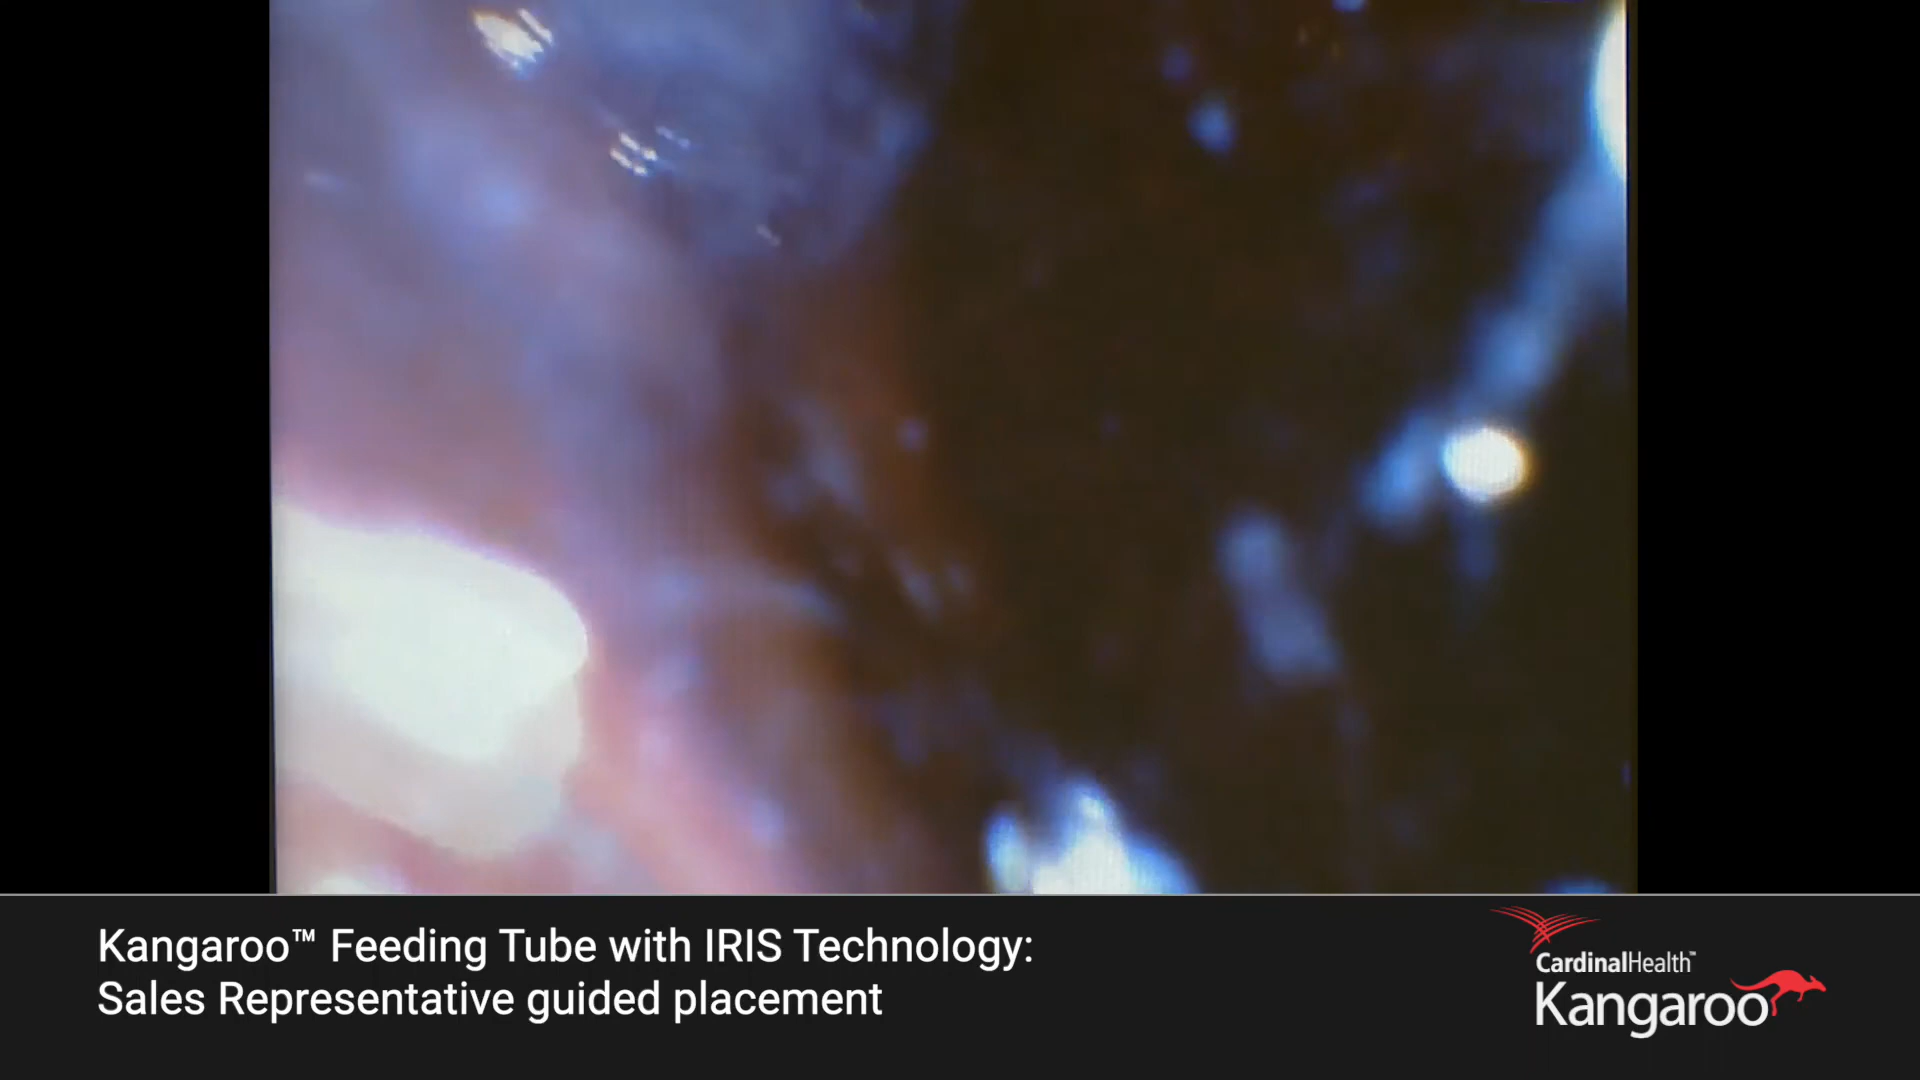 Kangaroo™ Feeding Tube with IRIS Technology:
Sales Representative guided placement
CardinalHealth™
Kangaroo